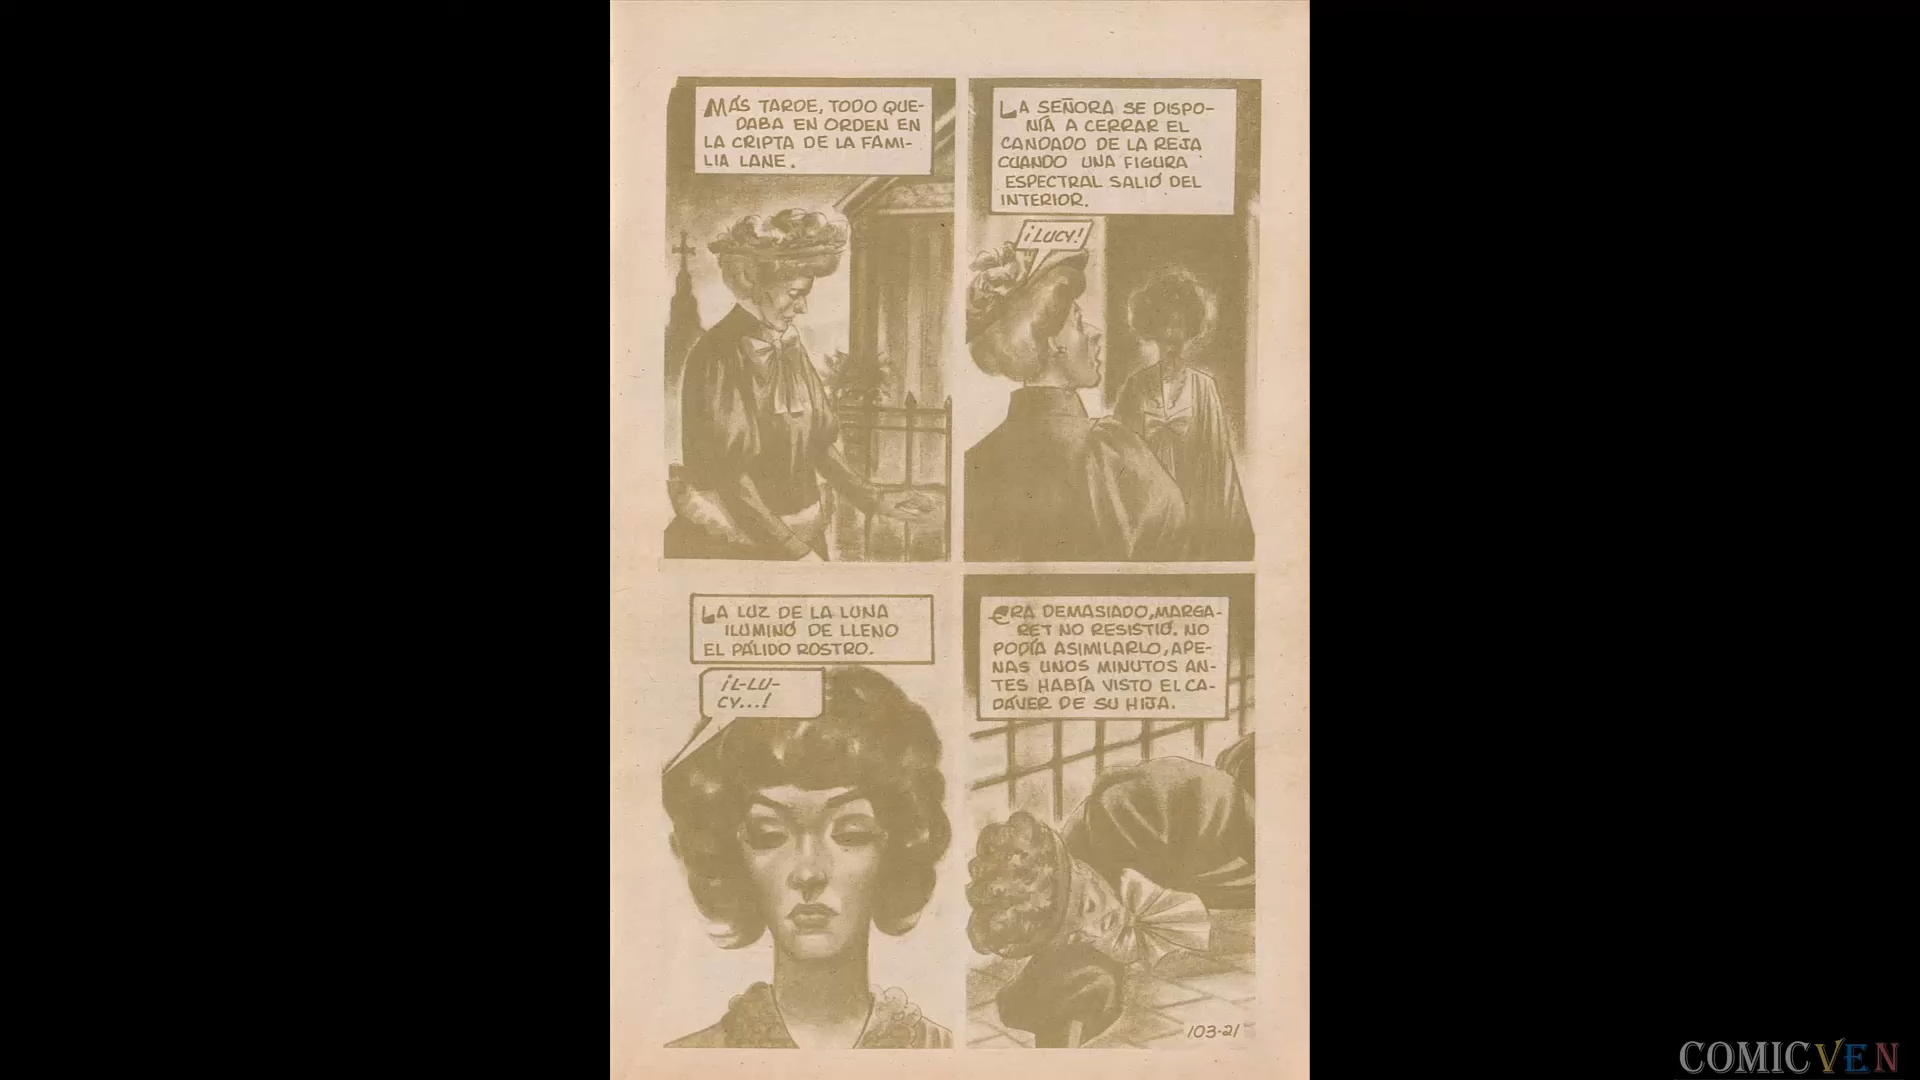 MÁS TARDE, TODO QUE-
DABA EN ORDEN EN
LA CRIPTA DE LA FAMI-
LIA LANE.
LA SEÑORA SE DISPO-
NÍA A CERRAR EL
CANDADO DE LA REJA
CUANDO UNA FIGURA
ESPECTRAL SALIÓ DEL
INTERIOR.
¡LUCY!
LA LUZ DE LA LUNA
ILUMINÓ DE LLENO
EL PÁLIDO ROSTRO.
¡L-LU-
CY...!
ERA DEMASIADO, MARGA-
RET NO RESISTIÓ. NO
PODÍA ASIMILARLO, APE-
NAS UNOS MINUTOS AN-
TES HABÍA VISTO EL CA-
DÁVER DE SU HIJA.
103-21
COMICVEN